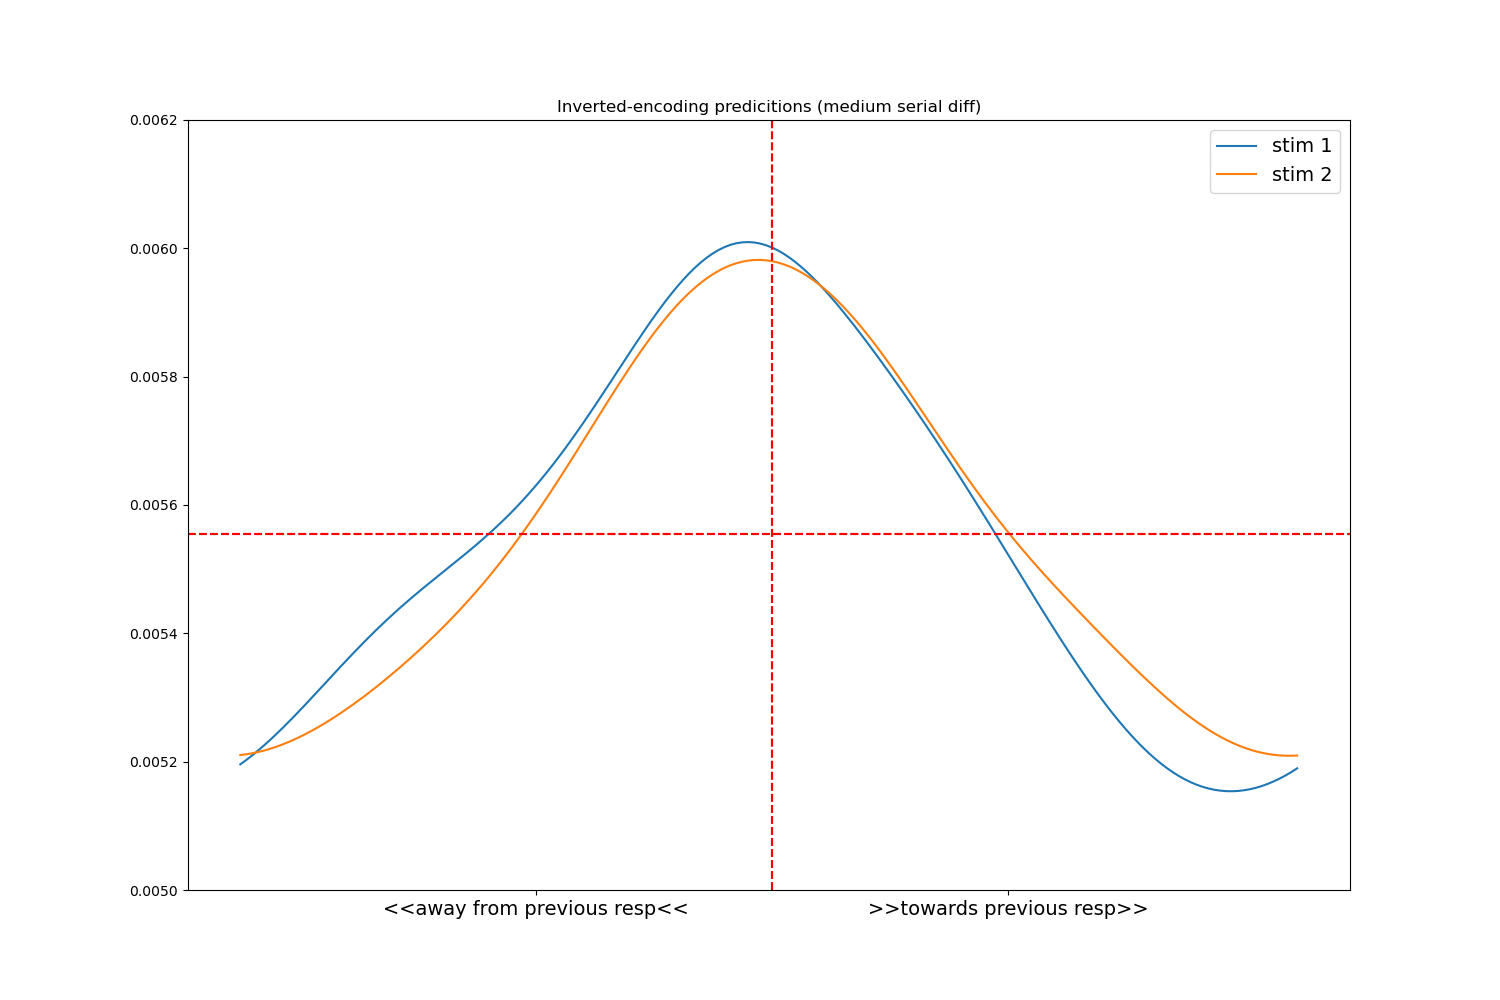 Inverted-encoding predicitions (medium serial diff)
0.0062
stim 1
stim 2
0.0060
0.0058
0.0056
0.0054
0.0052
0.0050
<<away from previous resp<<
>>towards previous resp>>